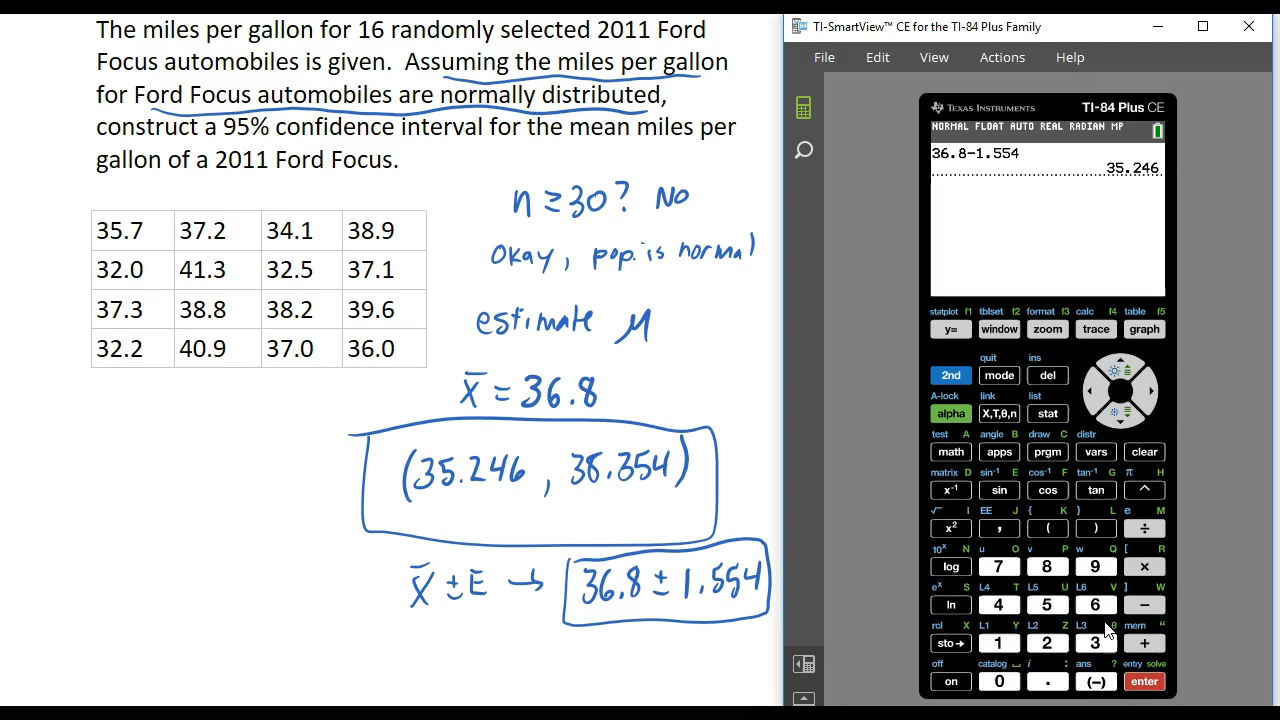 The miles per gallon for 16 randomly selected 2011 Ford
Focus automobiles is given. Assuming the miles per gallon
for Ford Focus automobiles are normally distributed,
construct a 95% confidence interval for the mean miles per
gallon of a 2011 Ford Focus.
n ≥ 30? No
Okay, pop. is normal
35.7 37.2 34.1 38.9
32.0 41.3 32.5 37.1
37.3 38.8 38.2 39.6
32.2 40.9 37.0 36.0
estimate μ
x̄ = 36.8
(35.246, 38.354)
x̄ ± E → 36.8 ± 1.554
TI-SmartView™ CE for the TI-84 Plus Family
File Edit View Actions Help
TEXAS INSTRUMENTS TI-84 Plus CE
NORMAL FLOAT AUTO REAL RADIAN MP
36.8-1.554
35.246
statplot f1 tblset f2 format f3 calc f4 table f5
y= window zoom trace graph
quit ins
2nd mode del
A-lock link list
alpha X,T,θ,n stat
test A angle B draw C distr
math apps prgm vars clear
matrix D sin⁻¹ E cos⁻¹ F tan⁻¹ G π H
x⁻¹ sin cos tan ^
√ I EE J { K } L e M
x² , ( ) ÷
10ˣ N u O v P w Q [ R
log 7 8 9 ×
eˣ S L4 T L5 U L6 V ] W
ln 4 5 6 −
rcl X L1 Y L2 Z L3 θ mem "
sto→ 1 2 3 +
off catalog ⎵ i : ans ? entry solve
on 0 . (−) enter